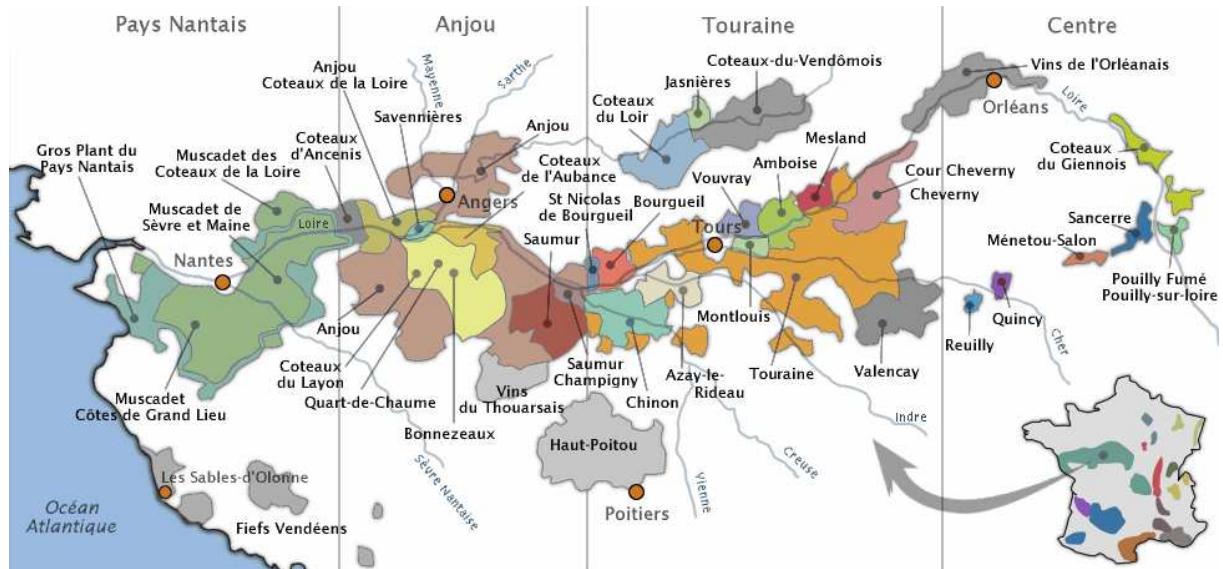 Pays Nantais
Anjou
Touraine
Centre
Mayenne
Sarthe
Anjou
Coteaux de la Loire
Savennières
Coteaux
d'Ancenis
Muscadet des
Coteaux de la Loire
Gros Plant du
Pays Nantais
Muscadet de
Sèvre et Maine
Loire
Nantes
Anjou
Angers
Coteaux
de l'Aubance
St Nicolas
de Bourgueil
Bourgueil
Saumur
Coteaux
du Loir
Jasnières
Coteaux-du-Vendômois
Mesland
Amboise
Vouvray
Tours
Cour Cheverny
Cheverny
Vins de l'Orléanais
Orléans
Loire
Coteaux
du Giennois
Sancerre
Ménetou-Salon
Pouilly Fumé
Pouilly-sur-loire
Quincy
Reuilly
Cher
Anjou
Coteaux
du Layon
Quart-de-Chaume
Bonnezeaux
Muscadet
Côtes de Grand Lieu
Vins
du Thouarsais
Saumur
Champigny
Chinon
Azay-le-
Rideau
Montlouis
Touraine
Valencay
Indre
Creuse
Vienne
Haut-Poitou
Poitiers
Sèvre Nantaise
Les Sables-d'Olonne
Fiefs Vendéens
Océan
Atlantique